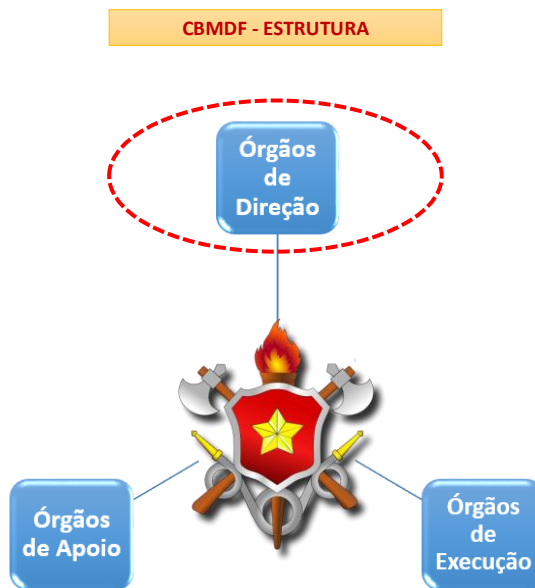 CBMDF - ESTRUTURA
Órgãos
de
Direção
Órgãos
de Apoio
Órgãos
de
Execução